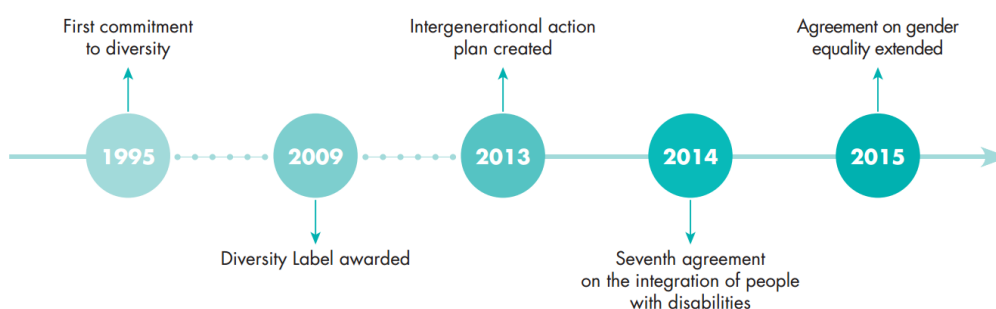 First commitment
to diversity
Intergenerational action
plan created
Agreement on gender
equality extended
1995
2009
2013
2014
2015
Diversity Label awarded
Seventh agreement
on the integration of people
with disabilities